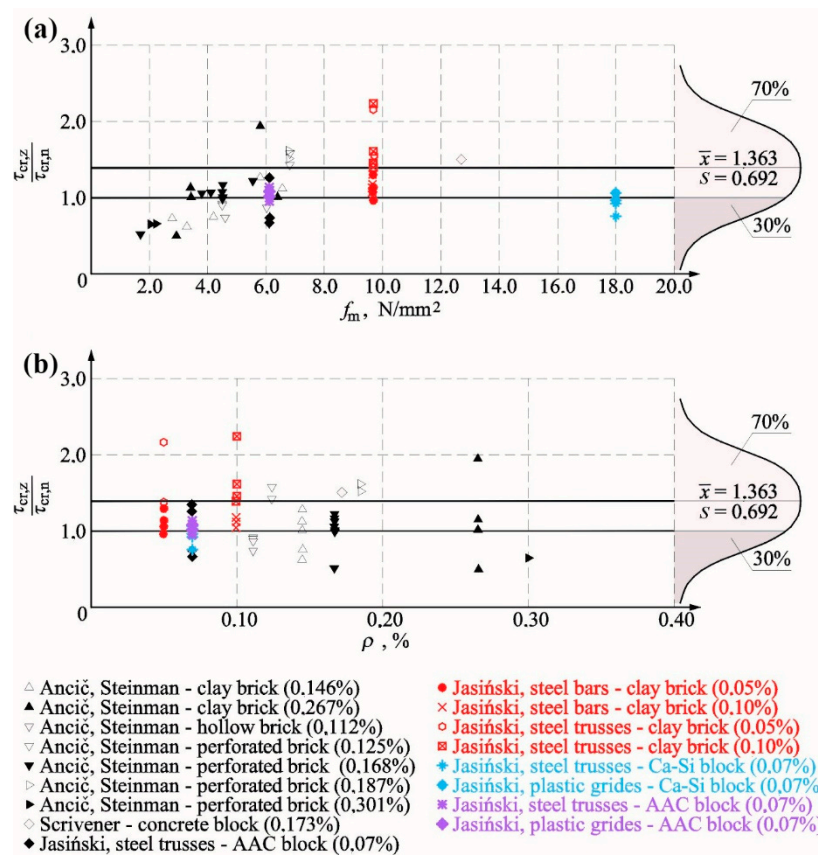 (a)
3.0
70%
2.0
τcr,z
τcr,n
x̄ = 1.363
S = 0.692
1.0
30%
0
2.0 4.0 6.0 8.0 10.0 12.0 14.0 16.0 18.0 20.0
fm, N/mm²
(b)
3.0
70%
2.0
τcr,z
τcr,n
x̄ = 1.363
S = 0.692
1.0
30%
0
0.10 0.20 0.30 0.40
ρ , %
Ancič, Steinman - clay brick (0.146%)
Ancič, Steinman - clay brick (0.267%)
Ancič, Steinman - hollow brick (0,112%)
Ancič, Steinman - perforated brick (0.125%)
Ancič, Steinman - perforated brick (0.168%)
Ancič, Steinman - perforated brick (0.187%)
Ancič, Steinman - perforated brick (0.301%)
Scrivener - concrete block (0.173%)
Jasiński, steel trusses - AAC block (0.07%)
Jasiński, steel bars - clay brick (0.05%)
Jasiński, steel bars - clay brick (0.10%)
Jasiński, steel trusses - clay brick (0.05%)
Jasiński, steel trusses - clay brick (0.10%)
Jasiński, steel trusses - Ca-Si block (0.07%)
Jasiński, plastic grides - Ca-Si block (0,07%)
Jasiński, steel trusses - AAC block (0.07%)
Jasiński, plastic grides - AAC block (0.07%)